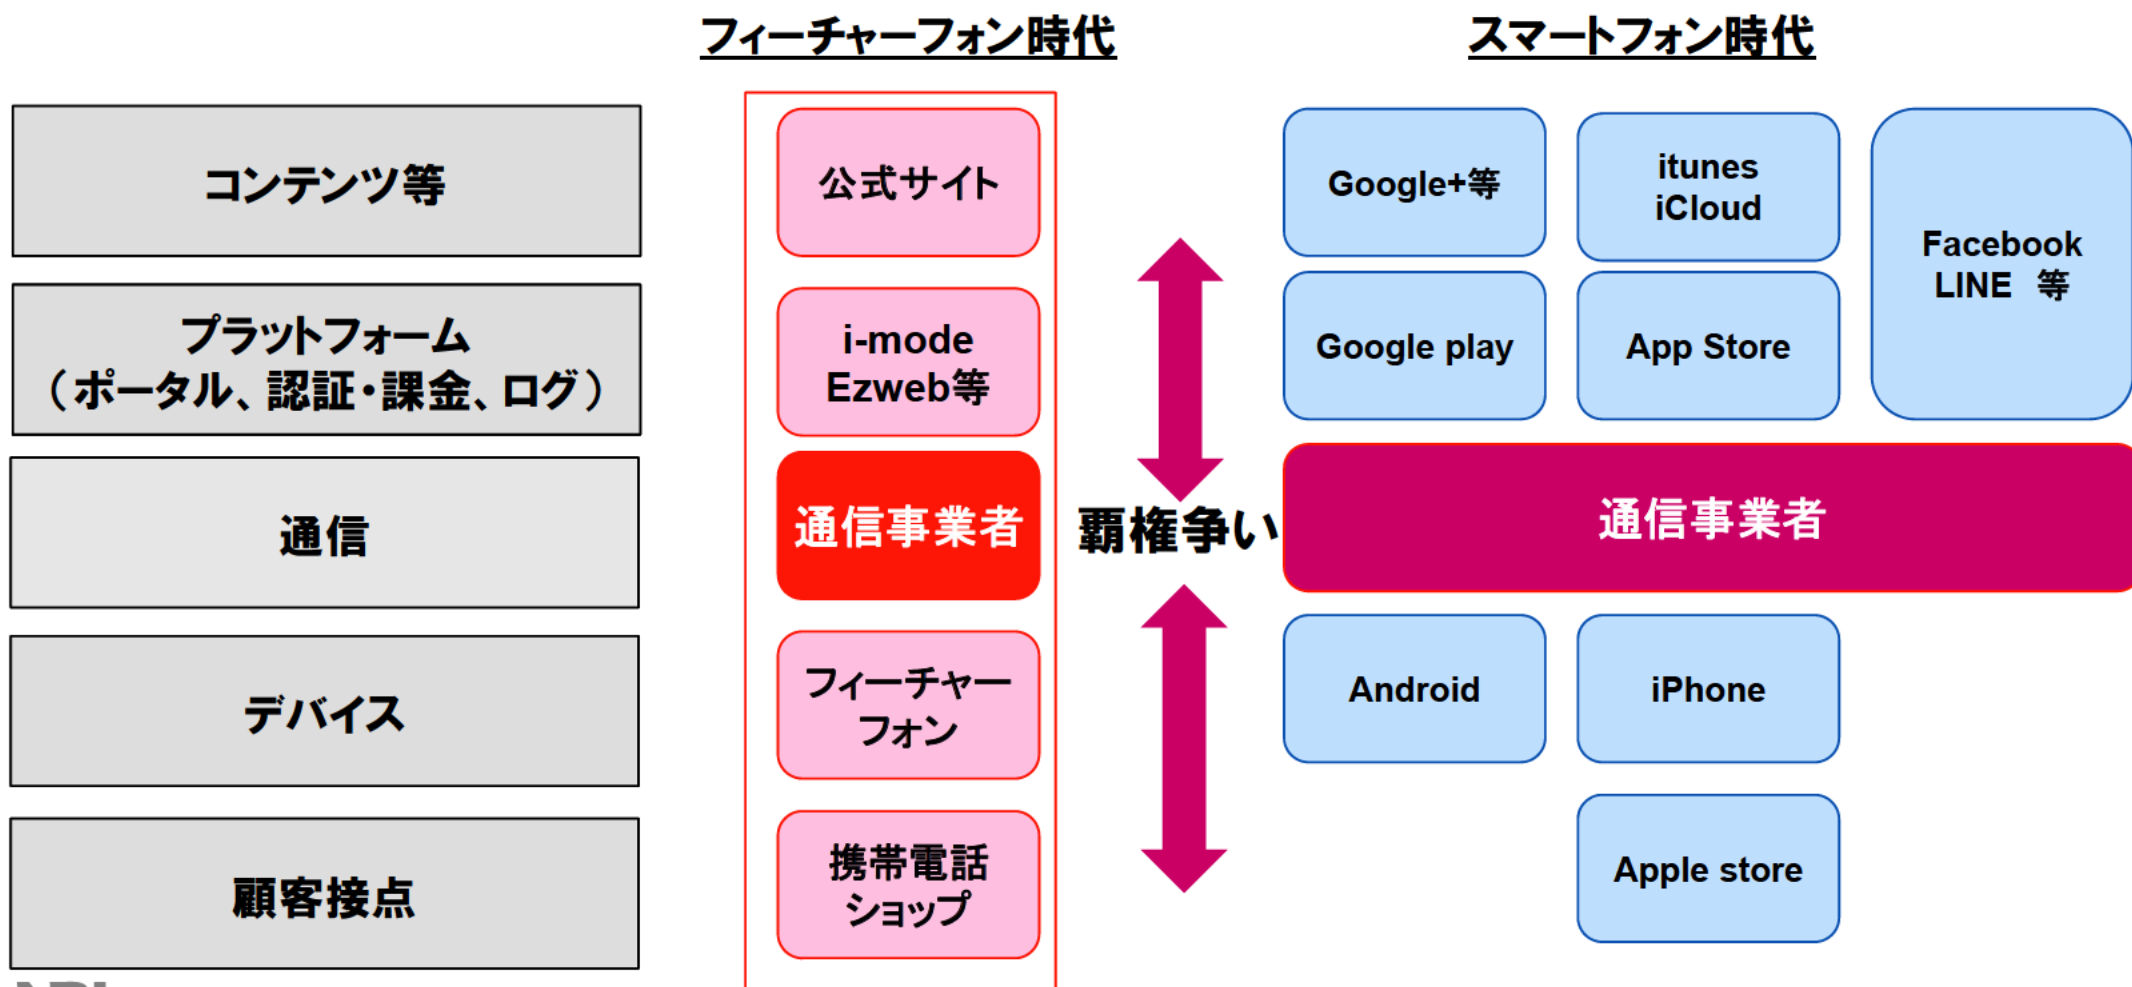 フィーチャーフォン時代
スマートフォン時代
コンテンツ等
公式サイト
Google+等
itunes
iCloud
Facebook
LINE 等
プラットフォーム
（ポータル、認証・課金、ログ）
i-mode
Ezweb等
Google play
App Store
通信
通信事業者
覇権争い
通信事業者
デバイス
フィーチャー
フォン
Android
iPhone
顧客接点
携帯電話
ショップ
Apple store